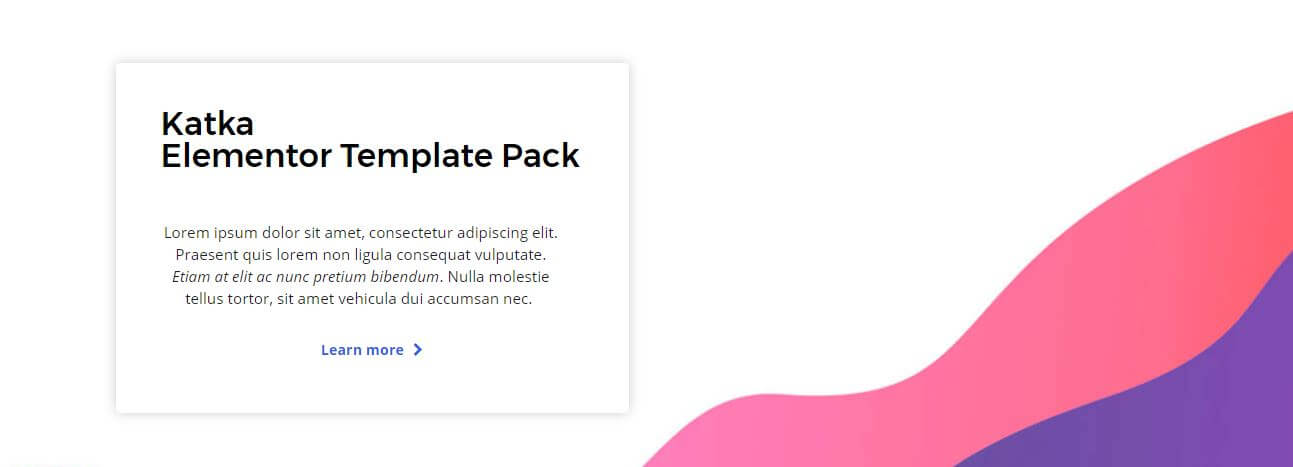 Katka
Elementor Template Pack
Lorem ipsum dolor sit amet, consectetur adipiscing elit.
Praesent quis lorem non ligula consequat vulputate.
Etiam at elit ac nunc pretium bibendum. Nulla molestie
tellus tortor, sit amet vehicula dui accumsan nec.
Learn more